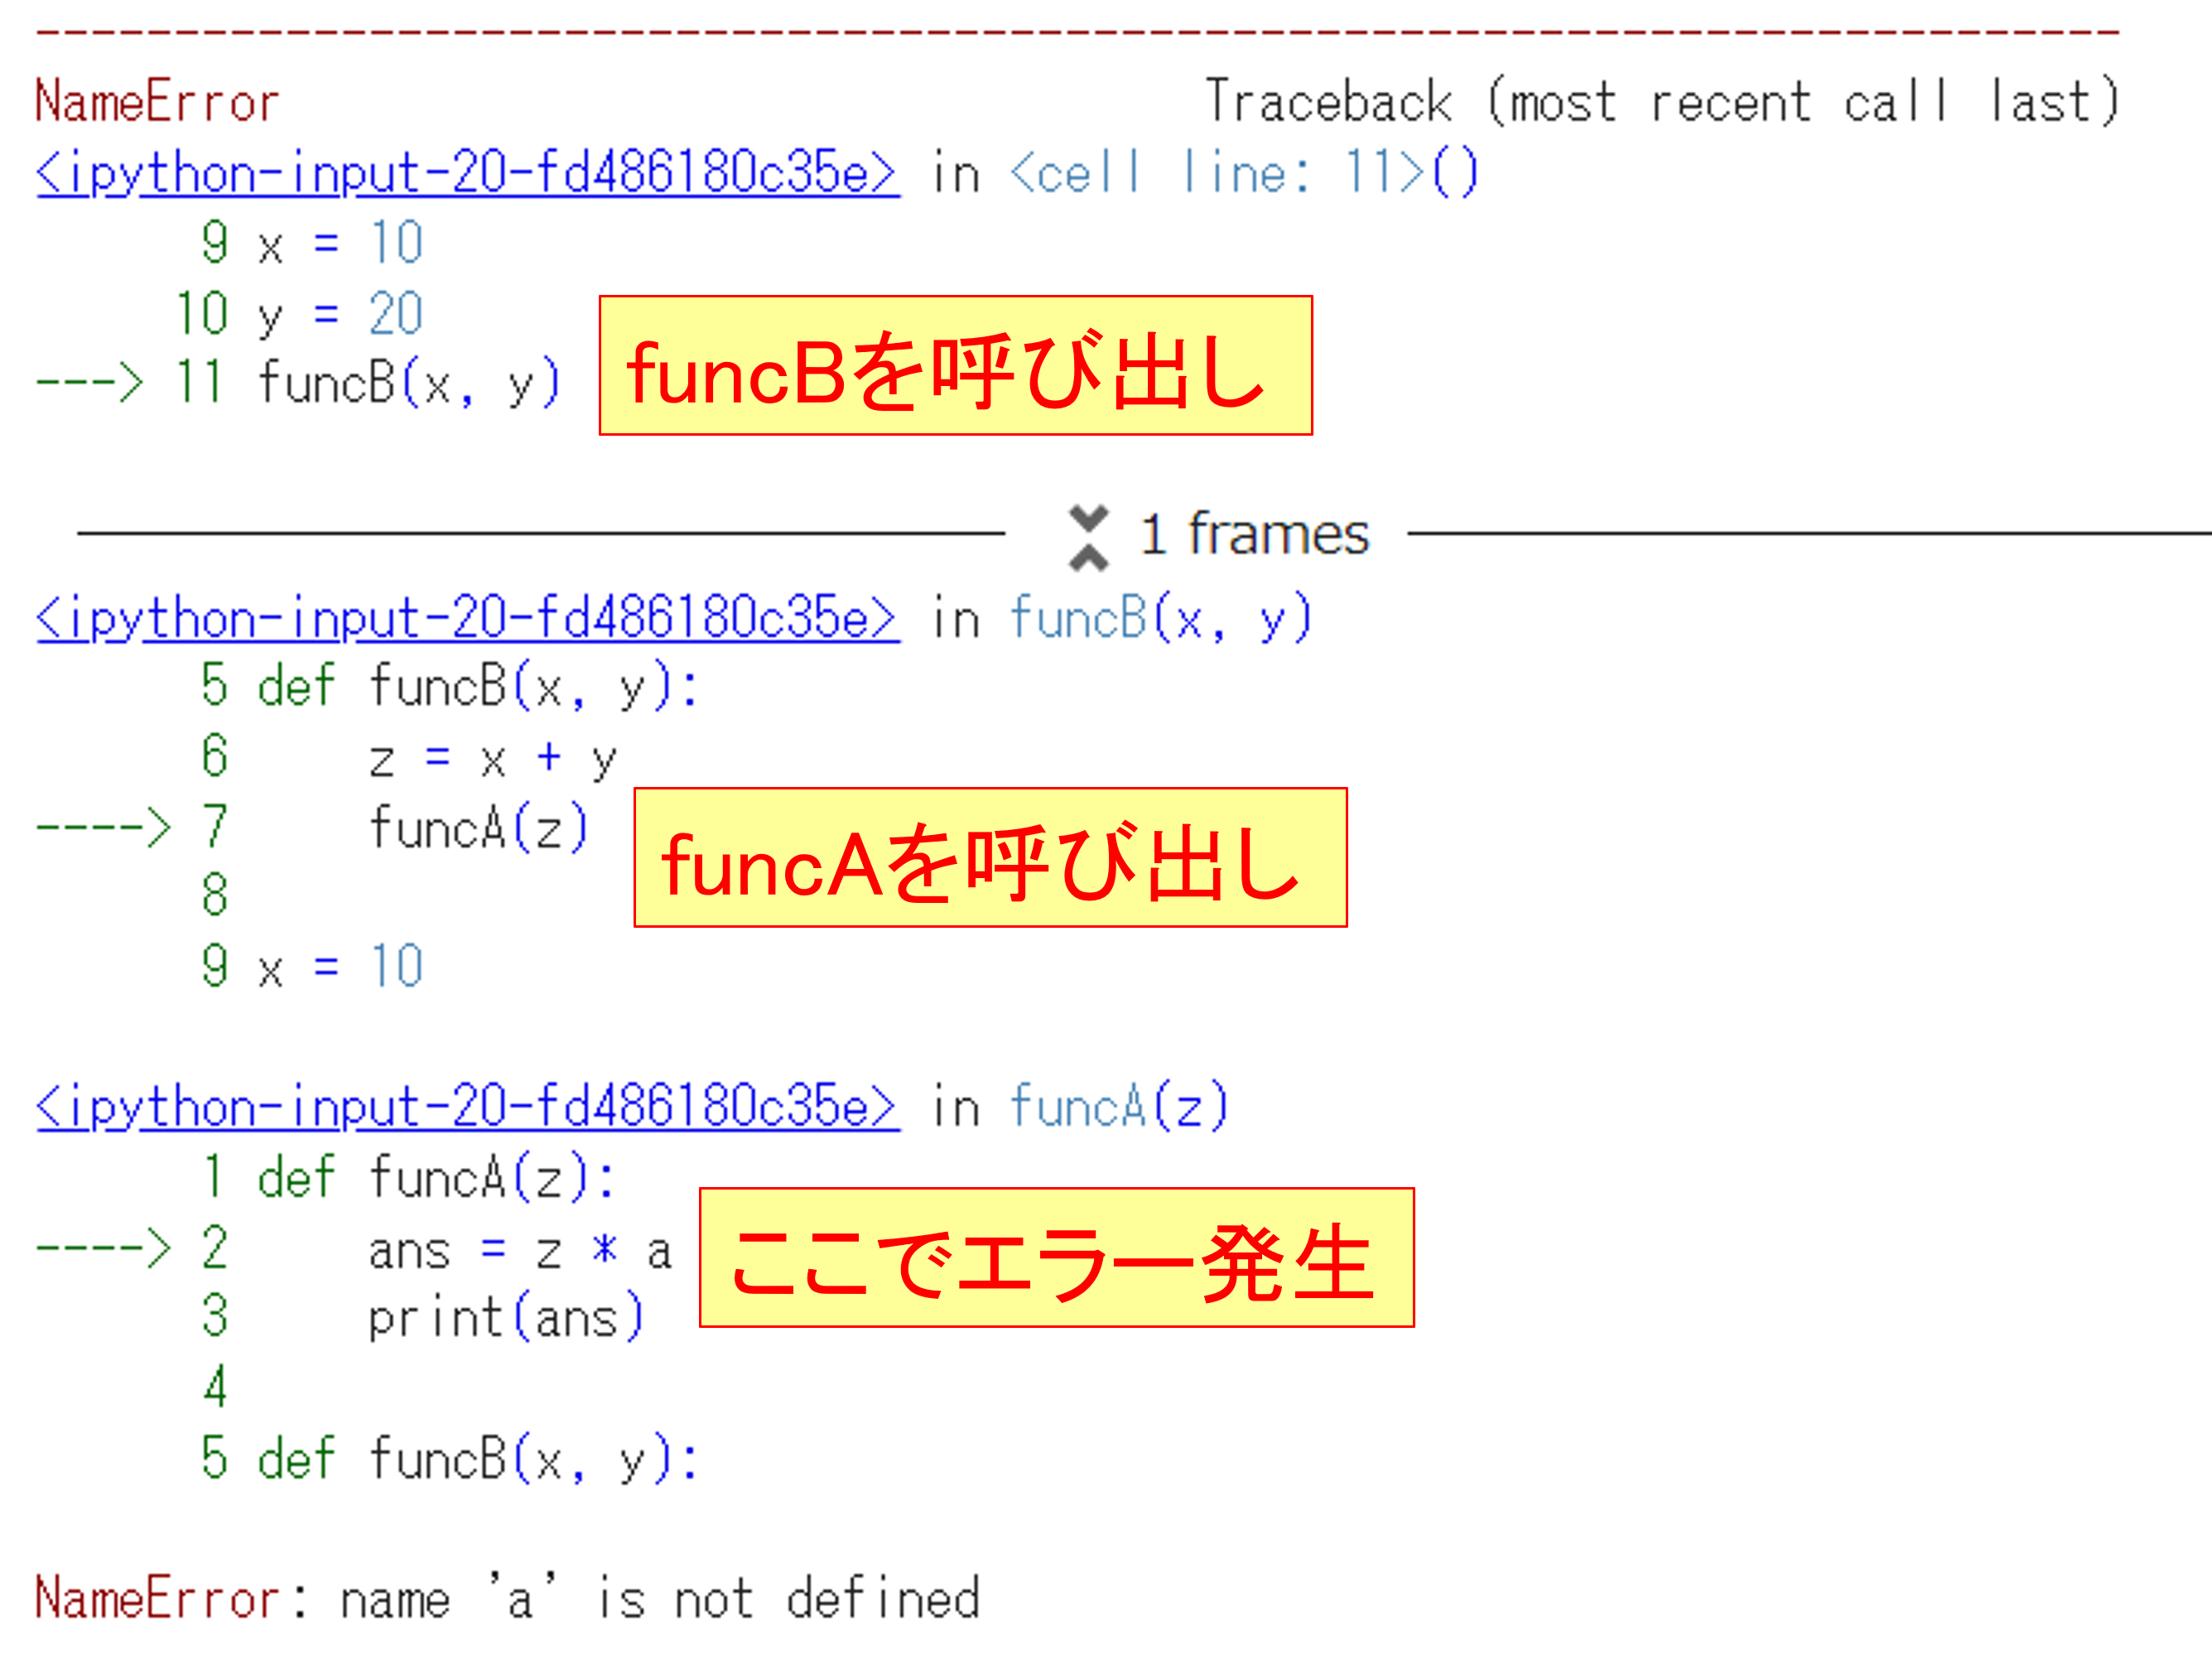 --------------------------------------------------------------------------- 
NameError                                 Traceback (most recent call last)
<ipython-input-20-fd486180c35e> in <cell line: 11>()
      9 x = 10
     10 y = 20
---> 11 funcB(x, y)
funcBを呼び出し
1 frames
<ipython-input-20-fd486180c35e> in funcB(x, y)
      5 def funcB(x, y):
      6     z = x + y
----> 7     funcA(z)
funcAを呼び出し
      8
      9 x = 10
<ipython-input-20-fd486180c35e> in funcA(z)
      1 def funcA(z):
----> 2     ans = z * a
ここでエラー発生
      3     print(ans)
      4
      5 def funcB(x, y):
NameError: name 'a' is not defined